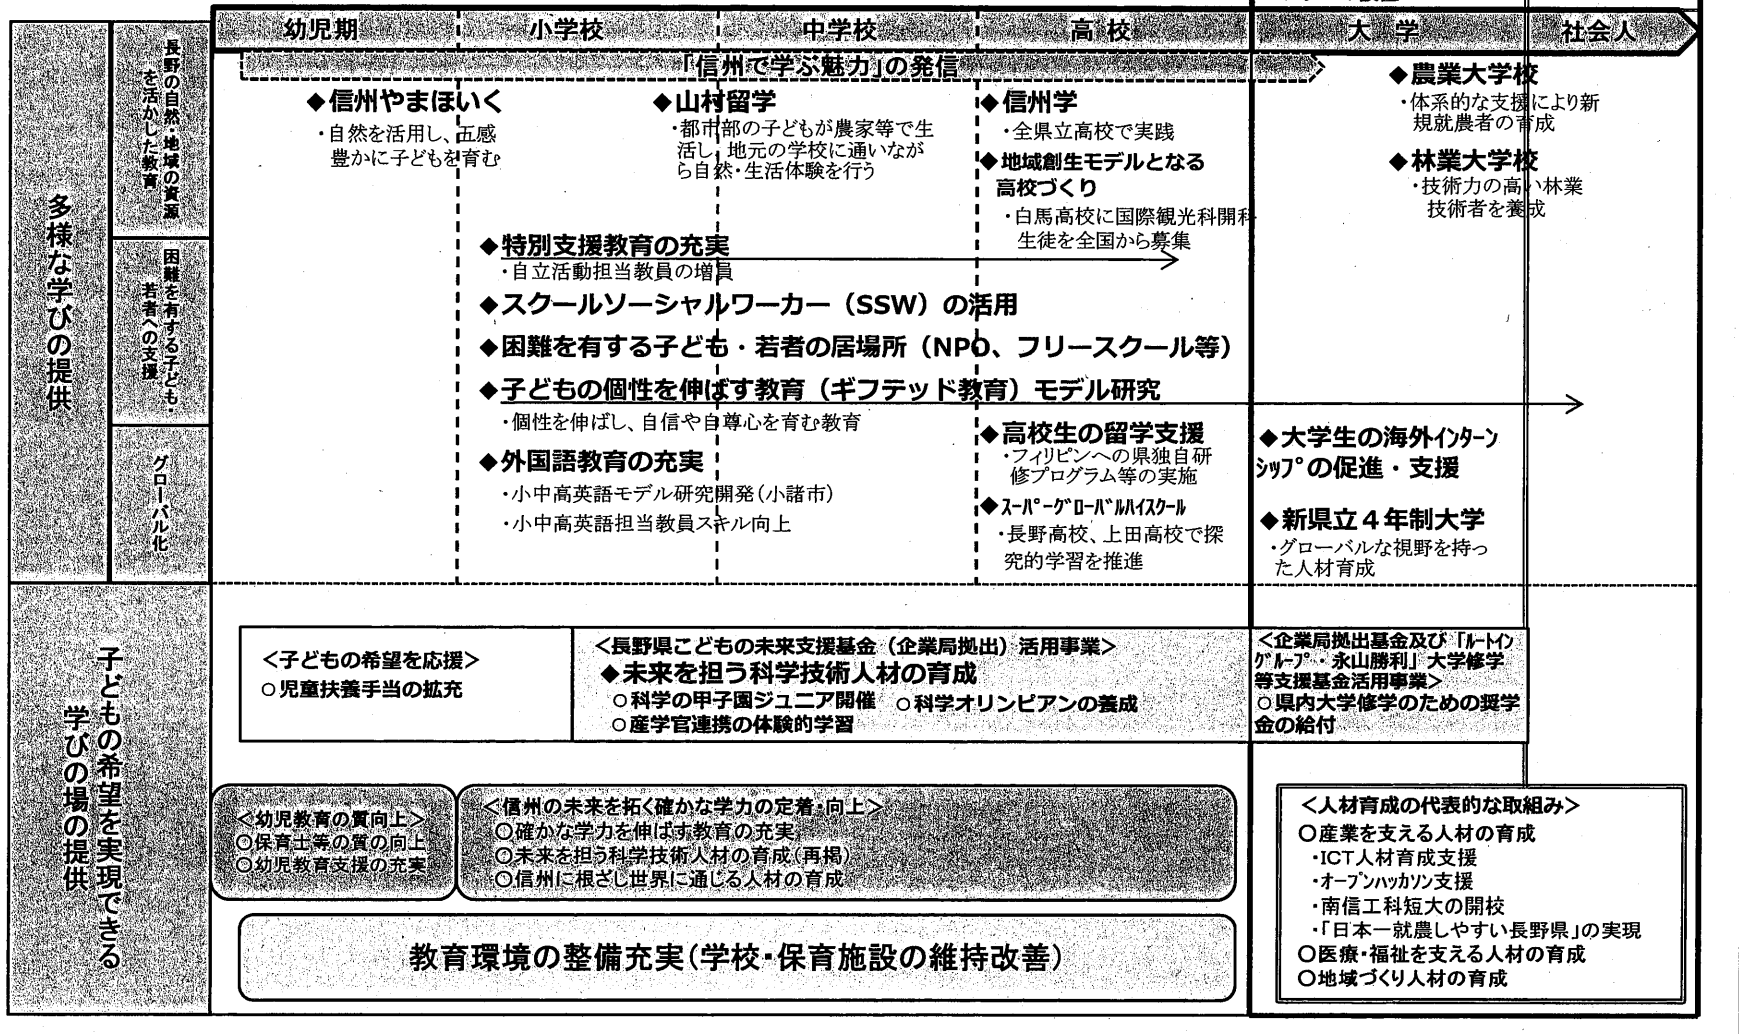 幼児期
小学校
中学校
高校
大学
社会人
「信州で学ぶ魅力」の発信
多様な学びの提供
長野の自然・地域の資源
を活かした教育
◆信州やまほいく
・自然を活用し、五感
豊かに子どもを育む
◆山村留学
・都市部の子どもが農家等で生
活し、地元の学校に通いなが
ら自然・生活体験を行う
◆信州学
・全県立高校で実践
◆地域創生モデルとなる
高校づくり
・白馬高校に国際観光科開科
生徒を全国から募集
◆農業大学校
・体系的な支援により新
規就農者の育成
◆林業大学校
・技術力の高い林業
技術者を養成
困難を有する子ども・
若者への支援
◆特別支援教育の充実
・自立活動担当教員の増員
◆スクールソーシャルワーカー（SSW）の活用
◆困難を有する子ども・若者の居場所（NPO、フリースクール等）
◆子どもの個性を伸ばす教育（ギフテッド教育）モデル研究
・個性を伸ばし、自信や自尊心を育む教育
グローバル化
◆外国語教育の充実
・小中高英語モデル研究開発（小諸市）
・小中高英語担当教員スキル向上
◆高校生の留学支援
・フィリピンへの県独自研
修プログラム等の実施
◆ｽｰﾊﾟｰｸﾞﾛｰﾊﾞﾙﾊｲｽｸｰﾙ
・長野高校、上田高校で探
究的学習を推進
◆大学生の海外ｲﾝﾀｰﾝ
ｼｯﾌﾟの促進・支援
◆新県立４年制大学
・グローバルな視野を持っ
た人材育成
子どもの希望を実現できる
学びの場の提供
＜子どもの希望を応援＞
○児童扶養手当の拡充
＜長野県こどもの未来支援基金（企業局拠出）活用事業＞
◆未来を担う科学技術人材の育成
○科学の甲子園ジュニア開催　○科学オリンピアンの養成
○産学官連携の体験的学習
＜企業局拠出基金及び「ﾙｰﾄｲﾝ
ｸﾞﾙｰﾌﾟ・永山勝利」大学修学
等支援基金活用事業＞
○県内大学修学のための奨学
金の給付
＜幼児教育の質向上＞
○保育士等の質の向上
○幼児教育支援の充実
＜信州の未来を拓く確かな学力の定着・向上＞
○確かな学力を伸ばす教育の充実
○未来を担う科学技術人材の育成（再掲）
○信州に根ざし世界に通じる人材の育成
教育環境の整備充実（学校・保育施設の維持改善）
＜人材育成の代表的な取組み＞
○産業を支える人材の育成
・ICT人材育成支援
・ｵｰﾌﾟﾝﾊｯｶｿﾝ支援
・南信工科短大の開校
・「日本一就農しやすい長野県」の実現
○医療・福祉を支える人材の育成
○地域づくり人材の育成